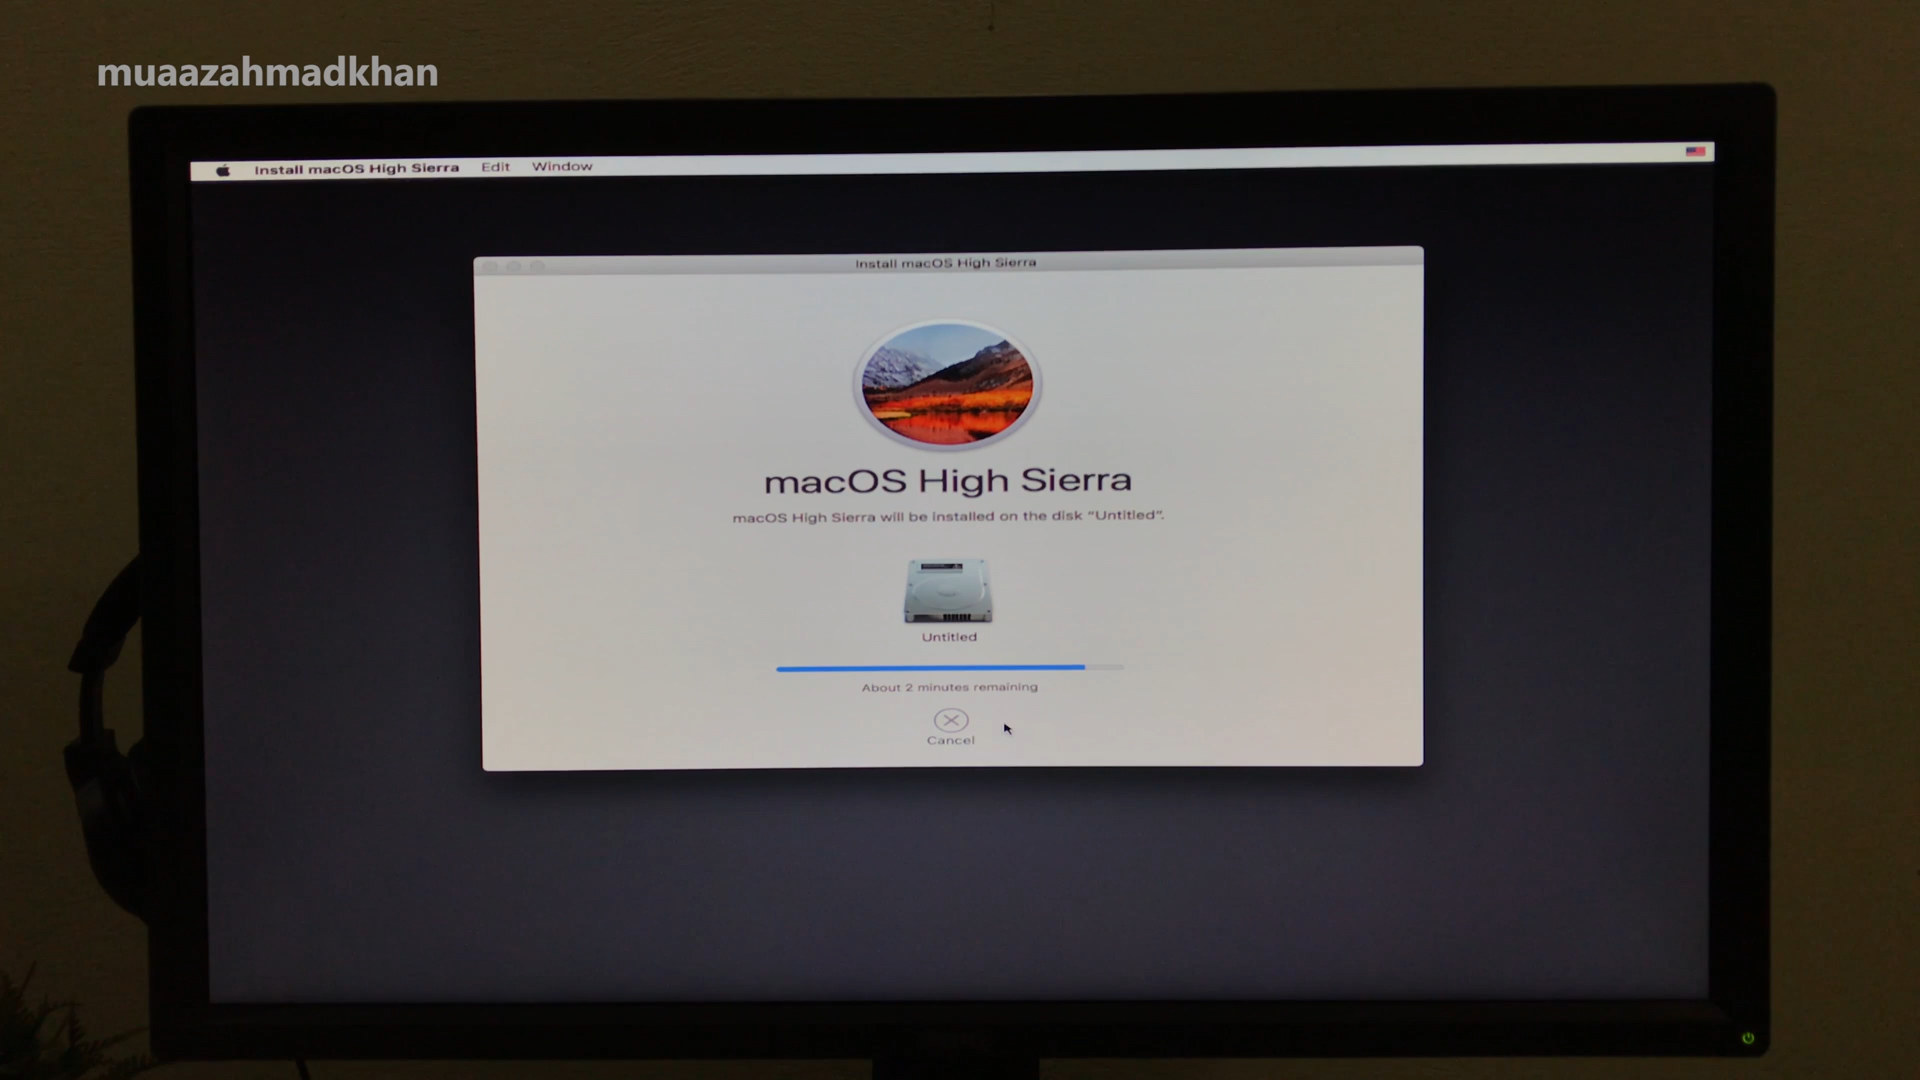 muaazahmadkhan
Install macOS High Sierra Edit Window
Install macOS High Sierra
macOS High Sierra
macOS High Sierra will be installed on the disk “Untitled”.
Untitled
About 2 minutes remaining
Cancel